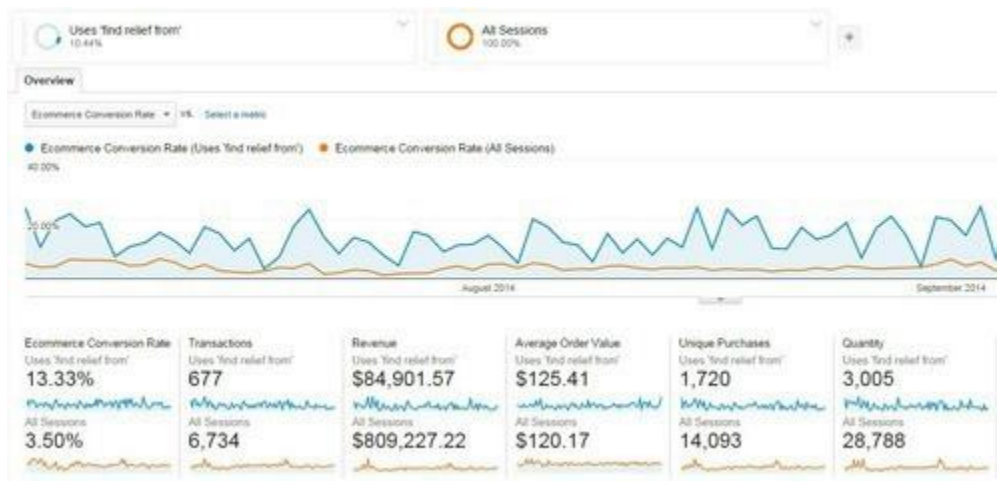 Uses 'find relief from'
10.44%
All Sessions
100.00%
+
Overview
Ecommerce Conversion Rate vs. Select a metric
Ecommerce Conversion Rate (Uses 'find relief from') Ecommerce Conversion Rate (All Sessions)
40.00%
20.00%
August 2014 September 2014
Ecommerce Conversion Rate
Uses 'find relief from'
13.33%
All Sessions
3.50%
Transactions
Uses 'find relief from'
677
All Sessions
6,734
Revenue
Uses 'find relief from'
$84,901.57
All Sessions
$809,227.22
Average Order Value
Uses 'find relief from'
$125.41
All Sessions
$120.17
Unique Purchases
Uses 'find relief from'
1,720
All Sessions
14,093
Quantity
Uses 'find relief from'
3,005
All Sessions
28,788